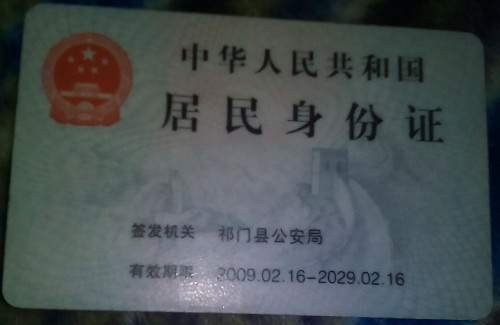 中华人民共和国
居民身份证
签发机关 祁门县公安局
有效期限 2009.02.16-2029.02.16